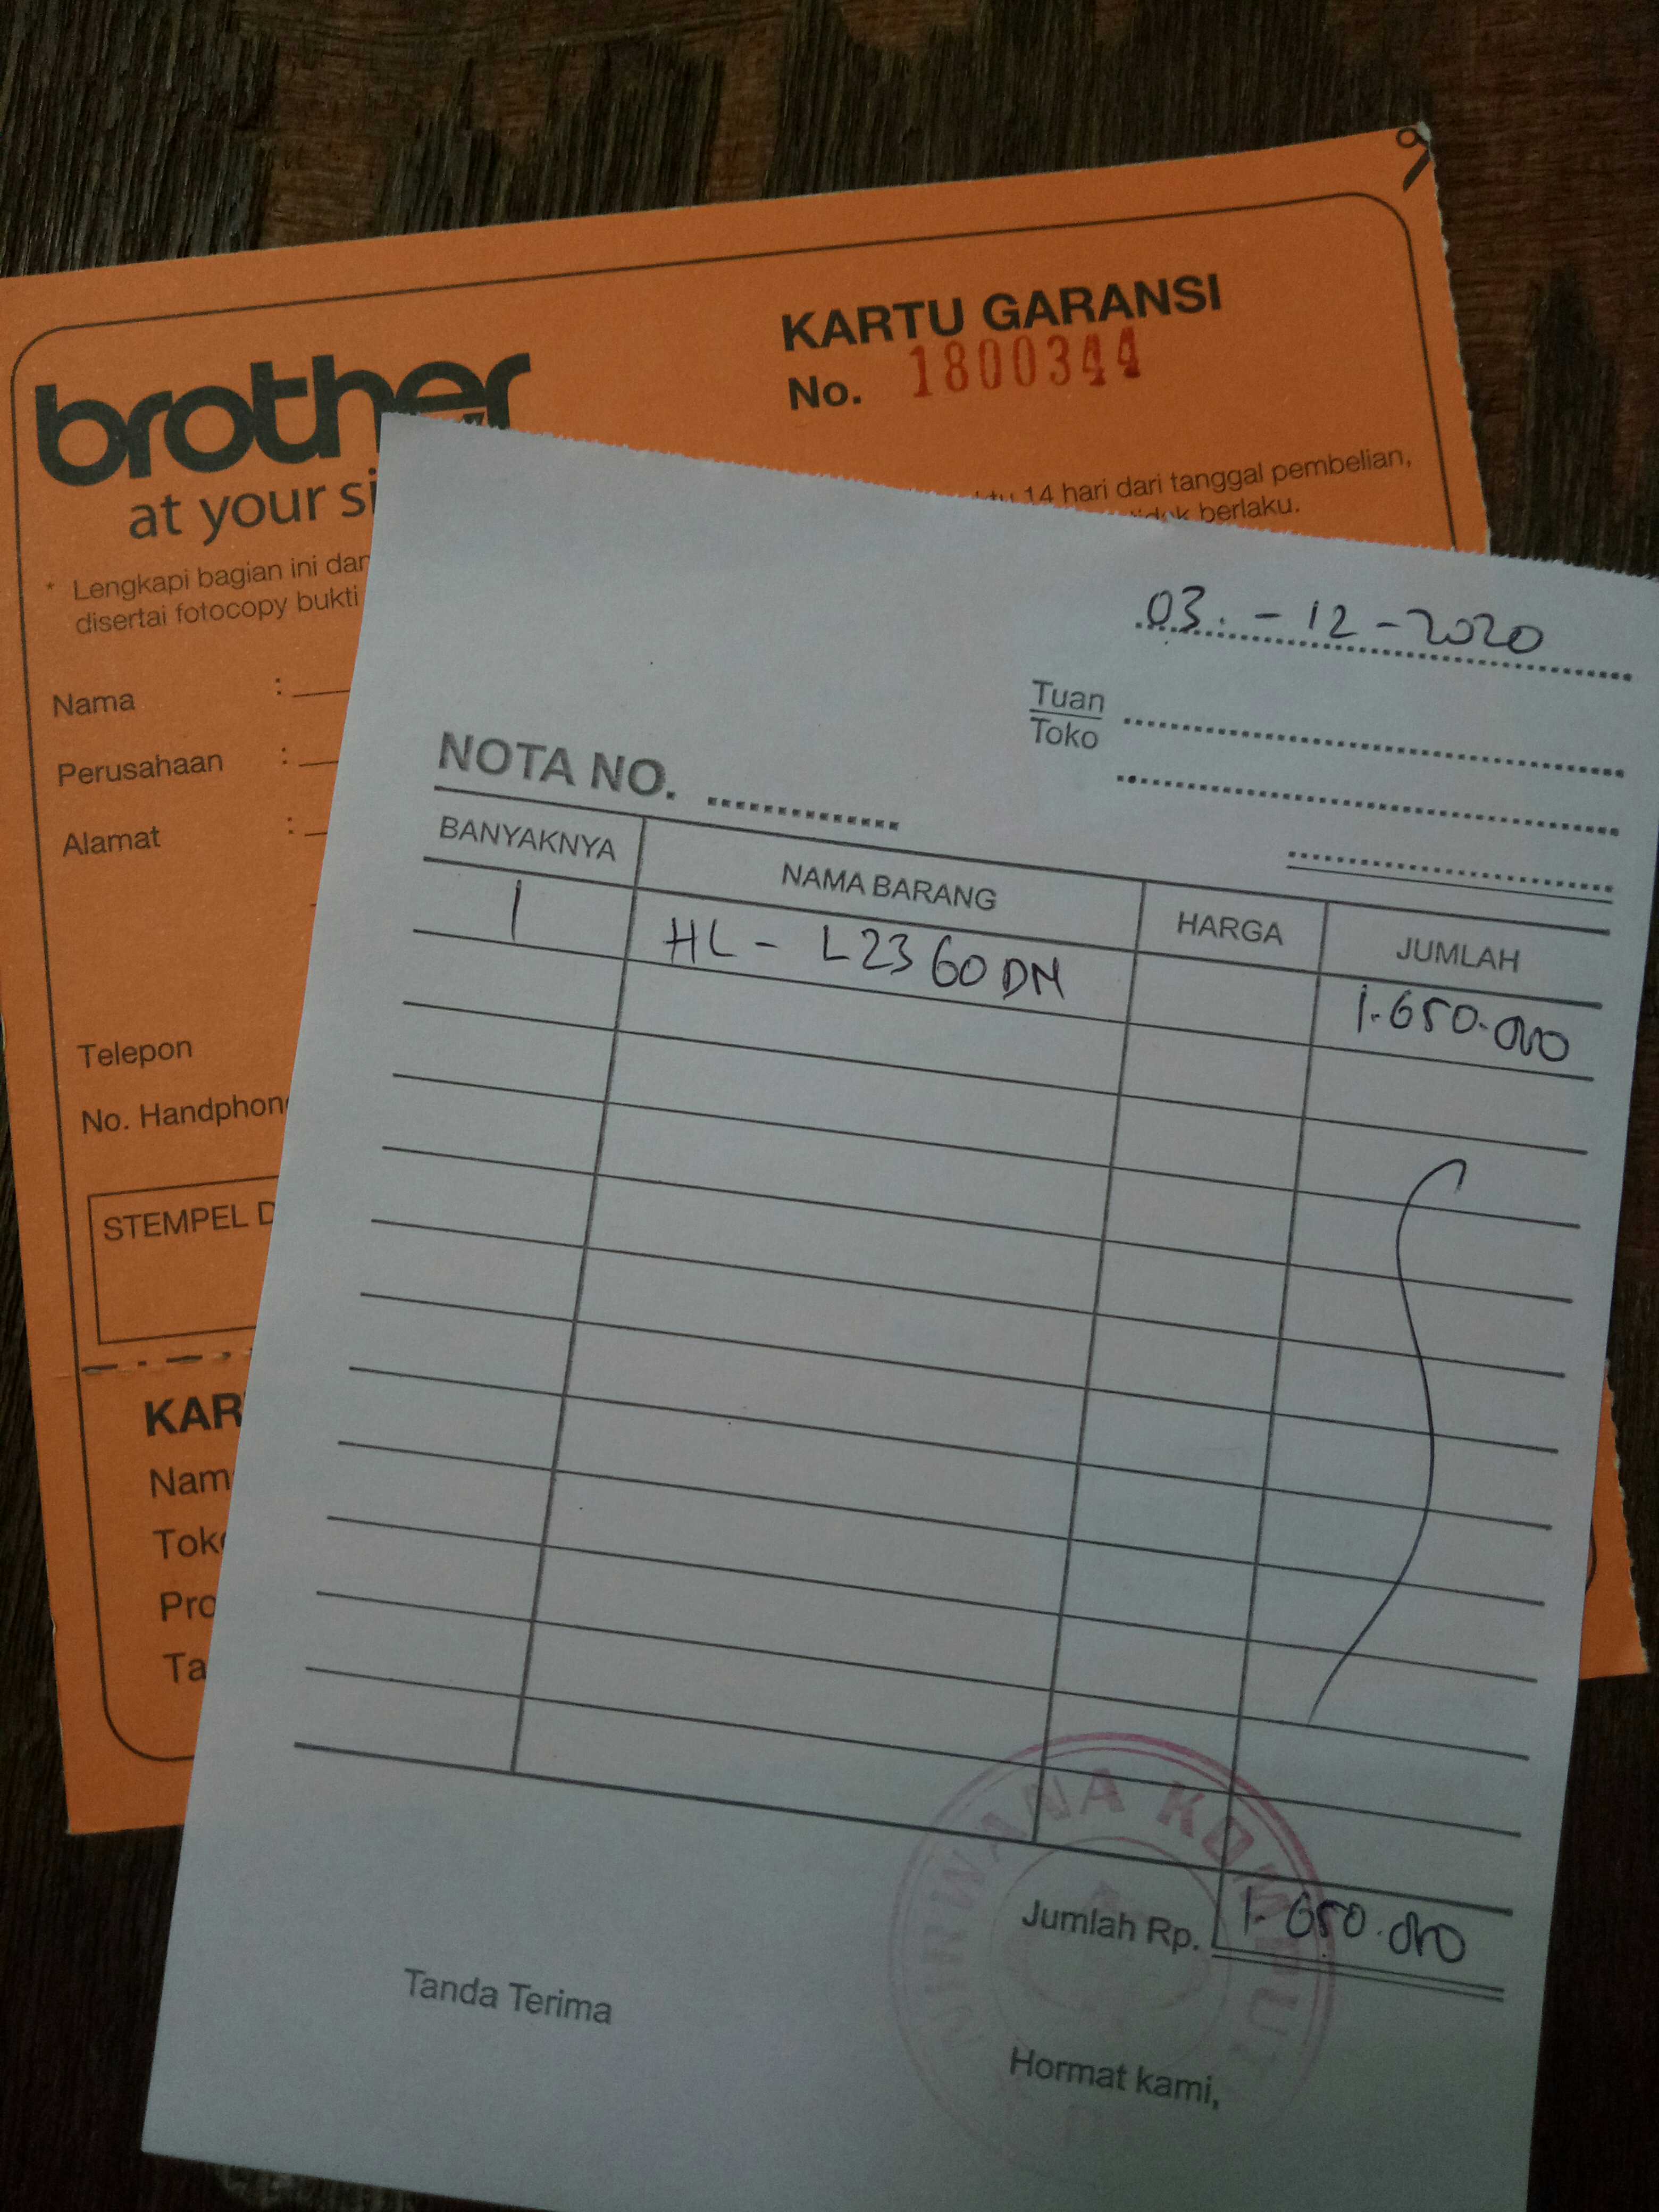 brother
at your si
KARTU GARANSI
No. 1800344
14 hari dari tanggal pembelian,
berlaku.
* Lengkapi bagian ini dan
disertai fotocopy bukti
Nama :
Perusahaan :
Alamat :
Telepon
No. Handphon
STEMPEL D
KAR
Nam
Tok
Pro
Ta
03. - 12 - 2020
Tuan
Toko
NOTA NO.
BANYAKNYA NAMA BARANG HARGA JUMLAH
1 HL - L2360DN 1.650.000
Jumlah Rp. 1.650.000
NIRWANA KOMPUT
Tanda Terima
Hormat kami,